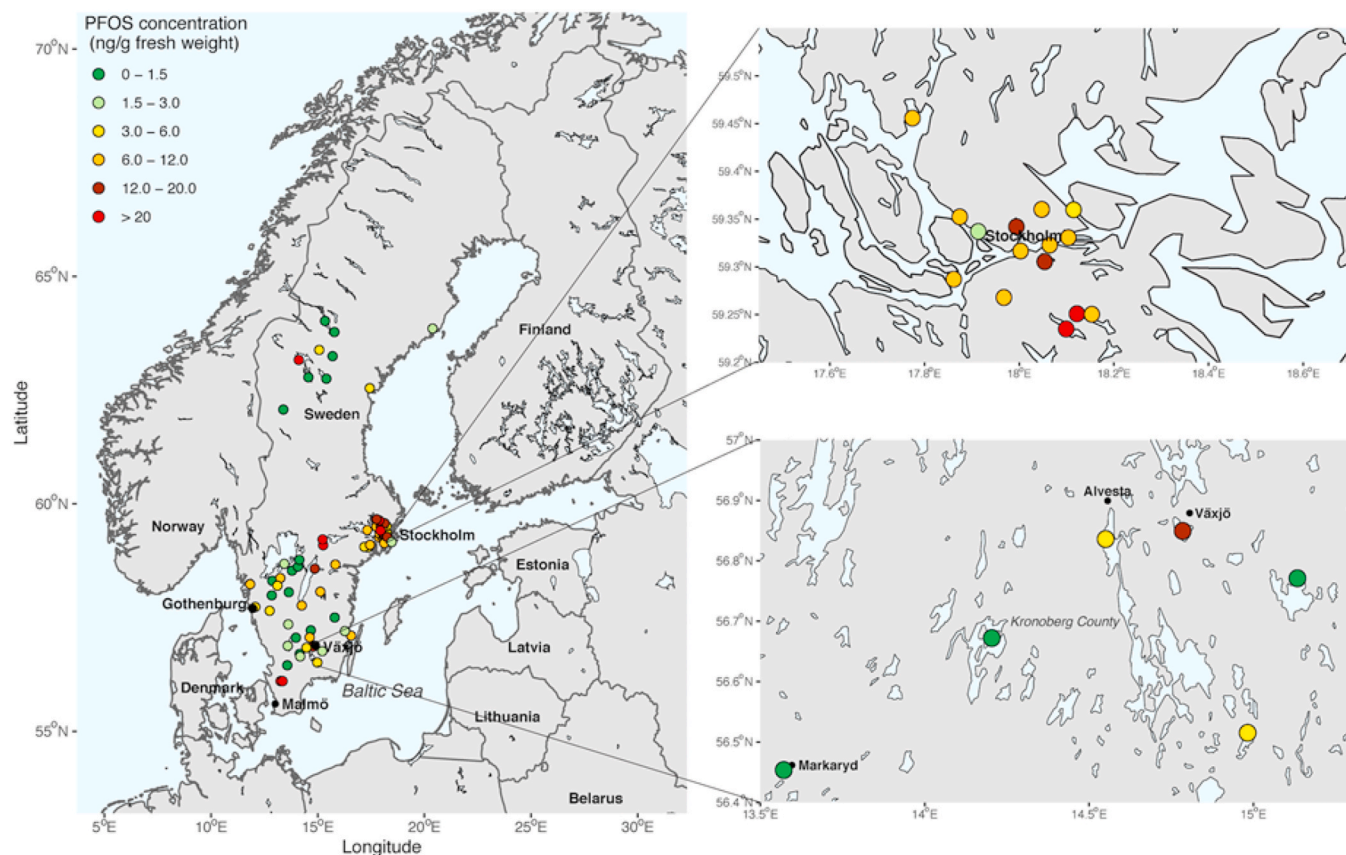 PFOS concentration
(ng/g fresh weight)
0 – 1.5
1.5 – 3.0
3.0 – 6.0
6.0 – 12.0
12.0 – 20.0
> 20
70°N
65°N
60°N
55°N
Latitude
5°E
10°E
15°E
20°E
25°E
30°E
Longitude
Finland
Sweden
Norway
Stockholm
Estonia
Gothenburg
Latvia
Växjö
Denmark
Baltic Sea
Malmö
Lithuania
Belarus
59.5°N
59.45°N
59.4°N
59.35°N
59.3°N
59.25°N
59.2°N
Stockholm
17.6°E
17.8°E
18°E
18.2°E
18.4°E
18.6°E
57°N
56.9°N
56.8°N
56.7°N
56.6°N
56.5°N
56.4°N
Alvesta
Växjö
Kronoberg County
Markaryd
13.5°E
14°E
14.5°E
15°E